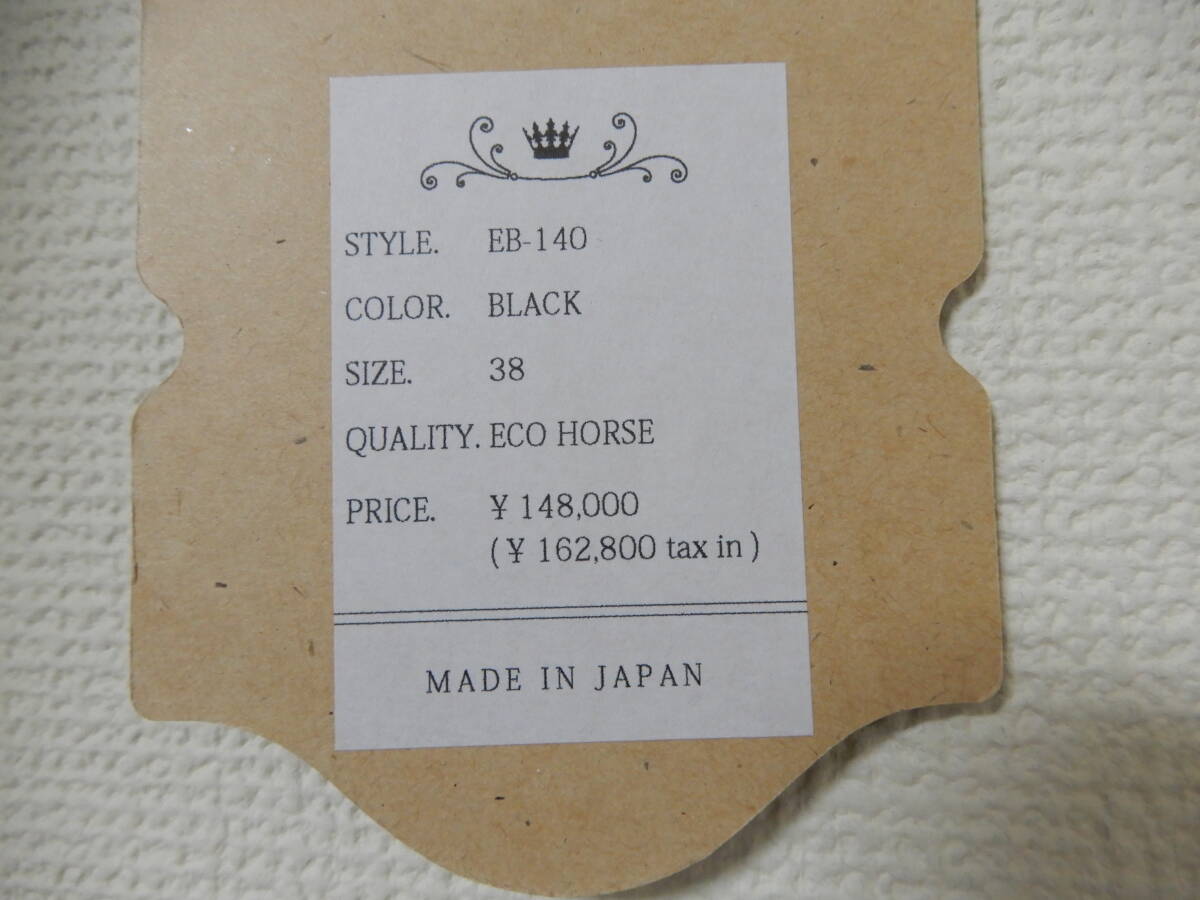 STYLE. EB-140
COLOR. BLACK
SIZE. 38
QUALITY. ECO HORSE
PRICE. ¥ 148,000
(¥ 162,800 tax in)
MADE IN JAPAN